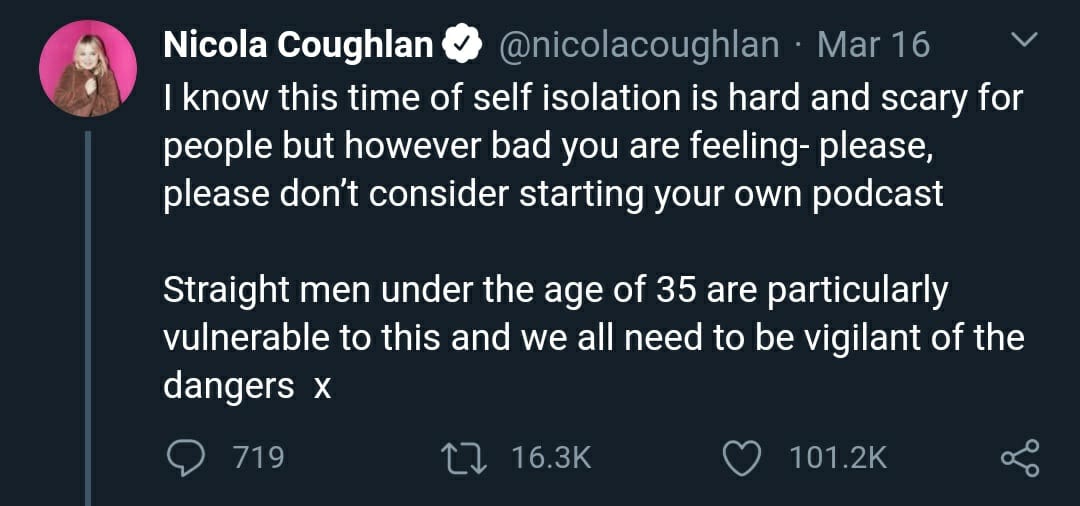 Nicola Coughlan @nicolacoughlan · Mar 16
I know this time of self isolation is hard and scary for
people but however bad you are feeling- please,
please don’t consider starting your own podcast
Straight men under the age of 35 are particularly
vulnerable to this and we all need to be vigilant of the
dangers  x
719 16.3K 101.2K